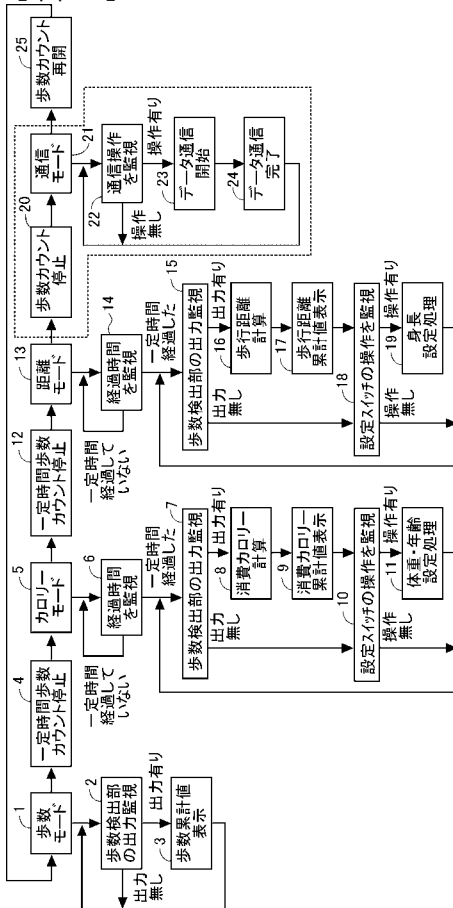 1
歩数
モード
4
一定時間歩数
カウント停止
5
カロリー
モード
12
一定時間歩数
カウント停止
13
距離
モード
20
歩数カウント
停止
通信
モード
21
25
歩数カウント
再開
2
歩数検出部
の出力監視
出力有り
出力
無し
3
歩数累計値
表示
一定時間
経過して
いない
6
経過時間
を監視
一定時間
経過した
7
歩数検出部の出力監視
出力有り
出力
無し
8
消費カロリー
計算
9
消費カロリー
累計値表示
10
設定スイッチの操作を監視
操作有り
操作
無し
11
体重・年齢
設定処理
一定時間
経過して
いない
14
経過時間
を監視
一定時間
経過した
15
歩数検出部の出力監視
出力有り
出力
無し
16
歩行距離
計算
17
歩行距離
累計値表示
18
設定スイッチの操作を監視
操作有り
操作
無し
19
身長
設定処理
22
通信操作
を監視
操作有り
操作
無し
23
データ通信
開始
24
データ通信
完了